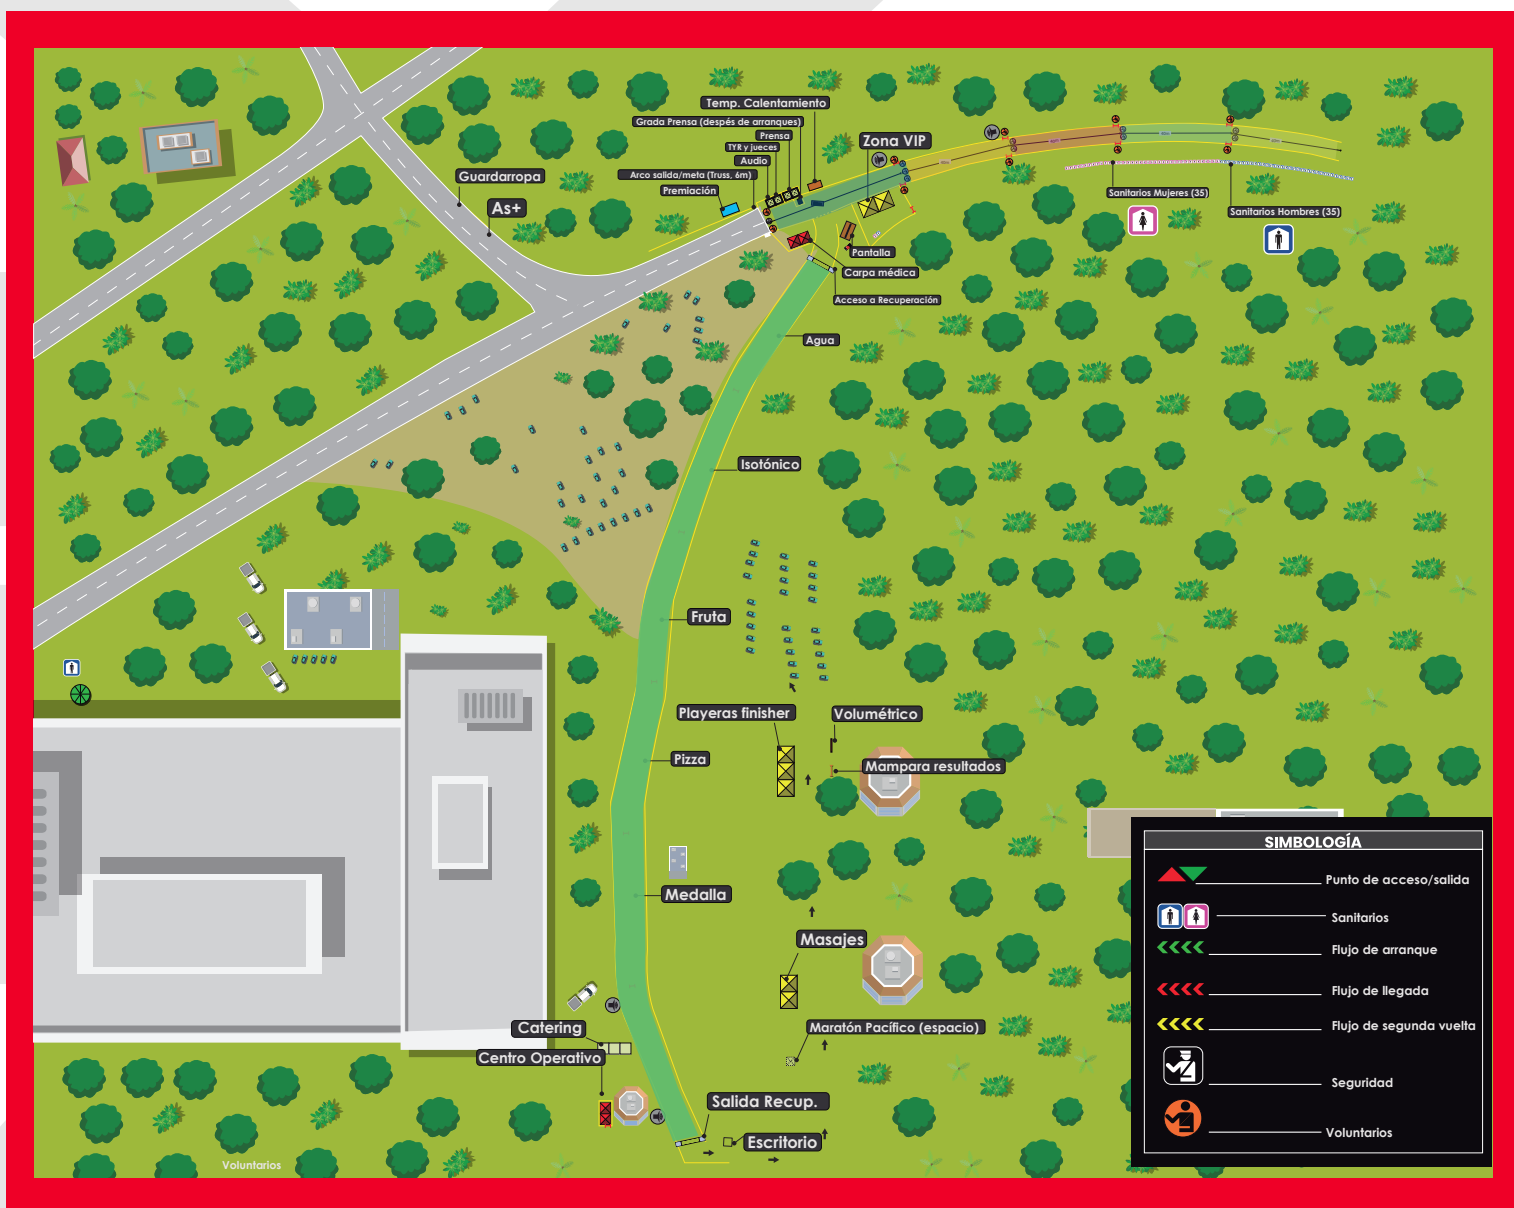 Temp. Calentamiento
Grada Prensa (despés de arranques)
Prensa
TYR y jueces
Audio
Arco salida/meta (Truss, 6m)
Premiación
Zona VIP
Guardarropa
As+
Sanitarios Mujeres (35)
Sanitarios Hombres (35)
Pantalla
Carpa médica
Acceso a Recuperación
Agua
Isotónico
Fruta
Playeras finisher
Volumétrico
Pizza
Mampara resultados
Medalla
Masajes
Catering
Maratón Pacífico (espacio)
Centro Operativo
Salida Recup.
Escritorio
Voluntarios
SIMBOLOGÍA
Punto de acceso/salida
Sanitarios
Flujo de arranque
Flujo de llegada
Flujo de segunda vuelta
Seguridad
Voluntarios